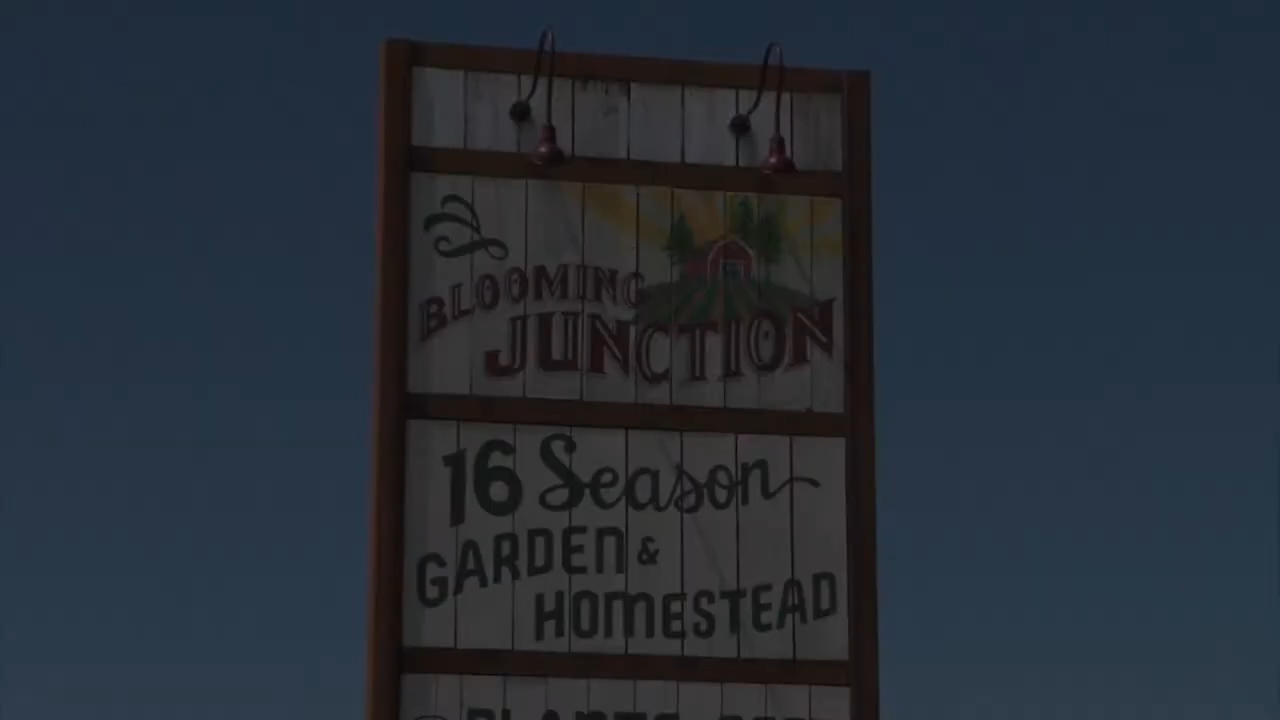 BLOOMING
JUNCTION
16 Season
GARDEN &
HOMESTEAD